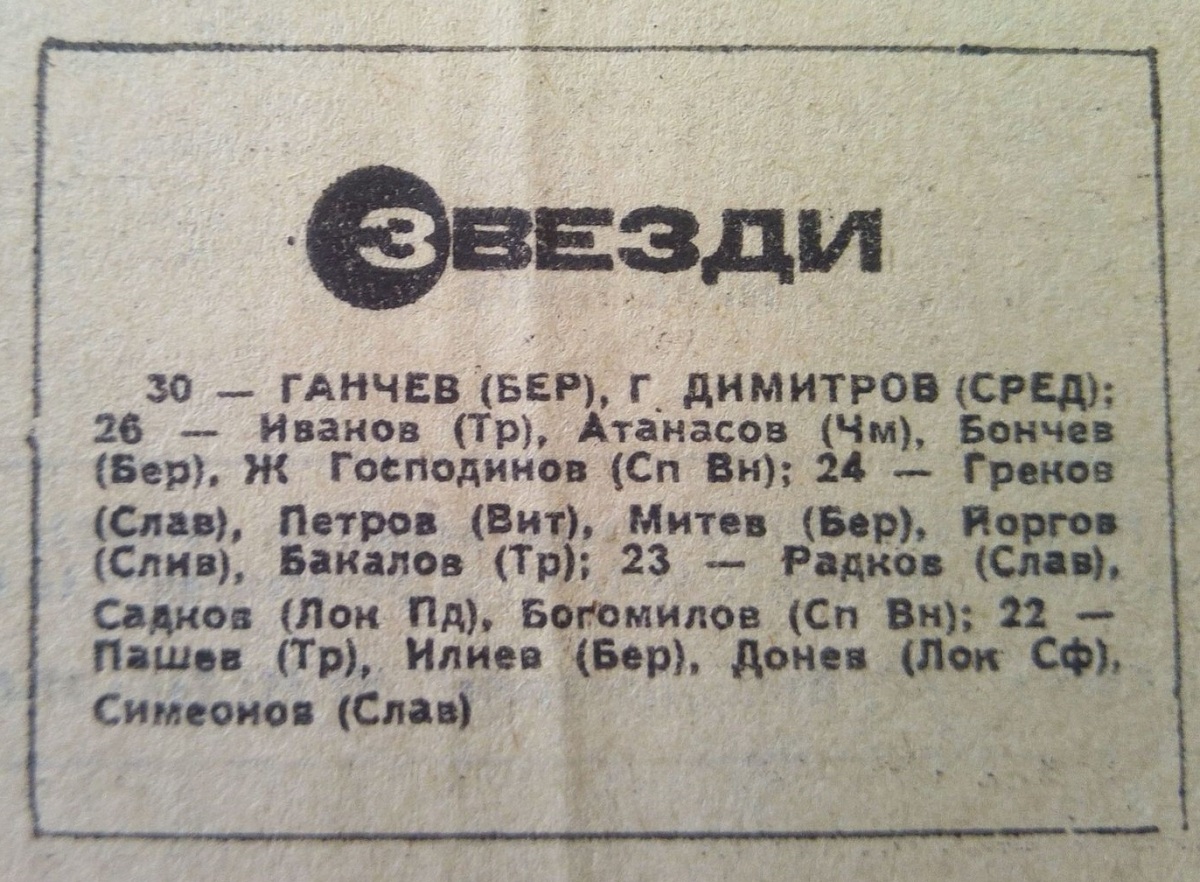 ЗВЕЗДИ
30 — ГАНЧЕВ (БЕР), Г. ДИМИТРОВ (СРЕД);
26 — Иванов (Тр), Атанасов (Чм), Бончев
(Бер), Ж Господинов (Сп Вн); 24 — Греков
(Слав), Петров (Вит), Митев (Бер), Йоргов
(Слив), Бакалов (Тр); 23 — Радков (Слав),
Садков (Лок Пд), Богомилов (Сп Вн); 22 —
Пашев (Тр), Илиев (Бер), Донев (Лок Сф),
Симеонов (Слав)